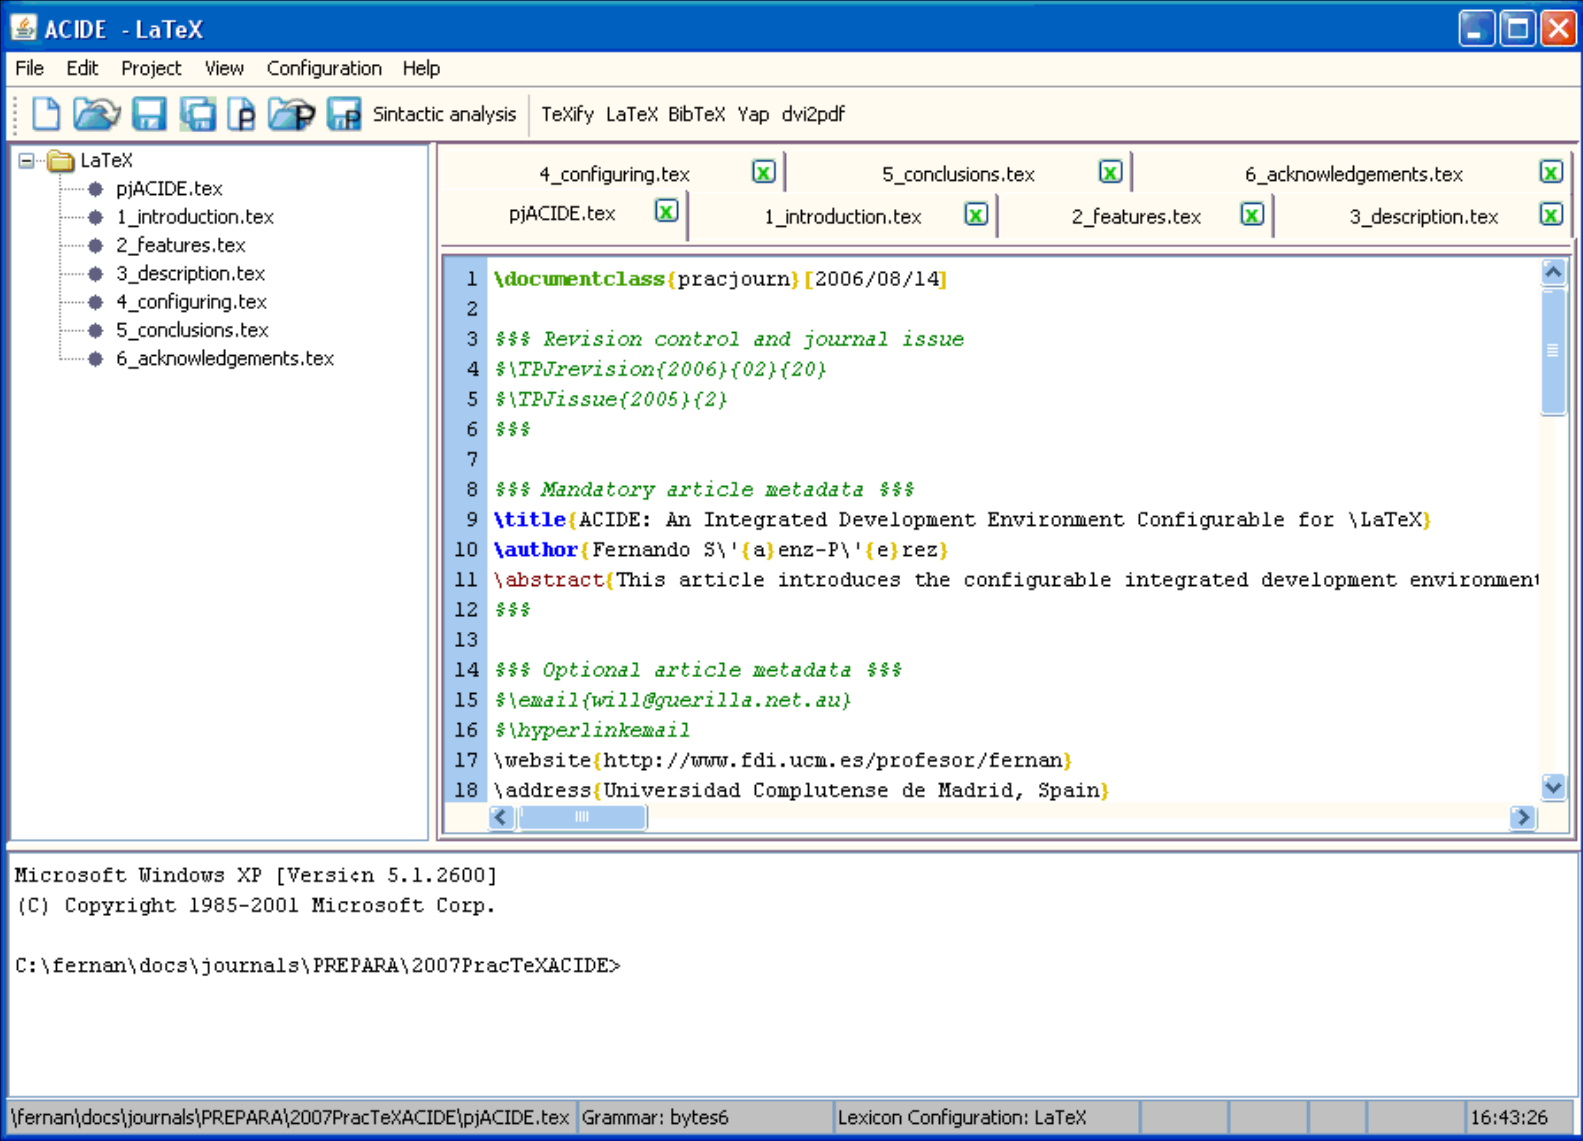 ACIDE - LaTeX
File Edit Project View Configuration Help
Sintactic analysis TeXify LaTeX BibTeX Yap dvi2pdf
LaTeX
pjACIDE.tex
1_introduction.tex
2_features.tex
3_description.tex
4_configuring.tex
5_conclusions.tex
6_acknowledgements.tex
4_configuring.tex 5_conclusions.tex 6_acknowledgements.tex
pjACIDE.tex 1_introduction.tex 2_features.tex 3_description.tex
1 \documentclass{pracjourn}[2006/08/14]
2
3 %%% Revision control and journal issue
4 %\TPJrevision{2006}{02}{20}
5 %\TPJissue{2005}{2}
6 %%%
7
8 %%% Mandatory article metadata %%%
9 \title{ACIDE: An Integrated Development Environment Configurable for \LaTeX}
10 \author{Fernando S\'{a}enz-P\'{e}rez}
11 \abstract{This article introduces the configurable integrated development environment
12 %%%
13
14 %%% Optional article metadata %%%
15 %\email{will@guerilla.net.au}
16 %\hyperlinkemail
17 \website{http://www.fdi.ucm.es/profesor/fernan}
18 \address{Universidad Complutense de Madrid, Spain}
Microsoft Windows XP [Versi¢n 5.1.2600]
(C) Copyright 1985-2001 Microsoft Corp.
C:\fernan\docs\journals\PREPARA\2007PracTeXACIDE>
\fernan\docs\journals\PREPARA\2007PracTeXACIDE\pjACIDE.tex Grammar: bytes6 Lexicon Configuration: LaTeX 16:43:26